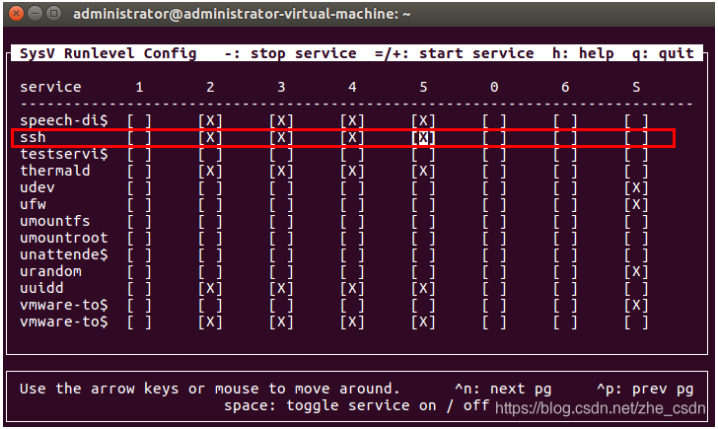 administrator@administrator-virtual-machine: ~
SysV Runlevel Config   -: stop service  =/+: start service  h: help  q: quit
service      1       2       3       4       5       0       6       S
----------------------------------------------------------------------------
speech-di$  [ ]     [X]     [X]     [X]     [X]     [ ]     [ ]     [ ]
ssh         [ ]     [X]     [X]     [X]     [X]     [ ]     [ ]     [ ]
testservi$  [ ]     [ ]     [ ]     [ ]     [ ]     [ ]     [ ]     [ ]
thermald    [ ]     [X]     [X]     [X]     [X]     [ ]     [ ]     [ ]
udev        [ ]     [ ]     [ ]     [ ]     [ ]     [ ]     [ ]     [X]
ufw         [ ]     [ ]     [ ]     [ ]     [ ]     [ ]     [ ]     [X]
umountfs    [ ]     [ ]     [ ]     [ ]     [ ]     [ ]     [ ]     [ ]
umountroot  [ ]     [ ]     [ ]     [ ]     [ ]     [ ]     [ ]     [ ]
unattende$  [ ]     [ ]     [ ]     [ ]     [ ]     [ ]     [ ]     [ ]
urandom     [ ]     [ ]     [ ]     [ ]     [ ]     [ ]     [ ]     [X]
uuidd       [ ]     [X]     [X]     [X]     [X]     [ ]     [ ]     [ ]
vmware-to$  [ ]     [ ]     [ ]     [ ]     [ ]     [ ]     [ ]     [X]
vmware-to$  [ ]     [X]     [X]     [X]     [X]     [ ]     [ ]     [ ]
Use the arrow keys or mouse to move around.      ^n: next pg     ^p: prev pg
space: toggle service on / off
https://blog.csdn.net/zhe_csdn